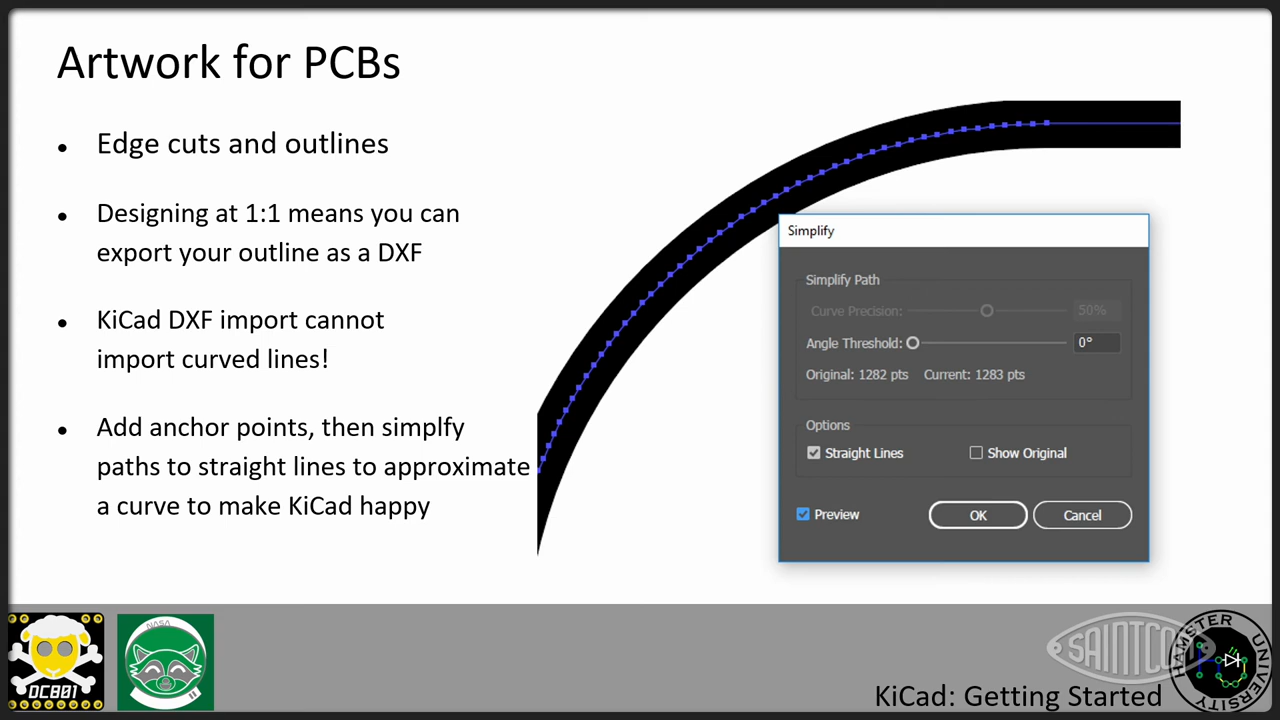 Artwork for PCBs
Edge cuts and outlines
Designing at 1:1 means you can
export your outline as a DXF
KiCad DXF import cannot
import curved lines!
Add anchor points, then simplfy
paths to straight lines to approximate
a curve to make KiCad happy
Simplify
Simplify Path
Curve Precision:
50%
Angle Threshold:
0°
Original: 1282 pts Current: 1283 pts
Options
Straight Lines
Show Original
Preview
OK
Cancel
DC801
NASA
SAINTCO
HAMSTER UNIVERSITY
KiCad: Getting Started